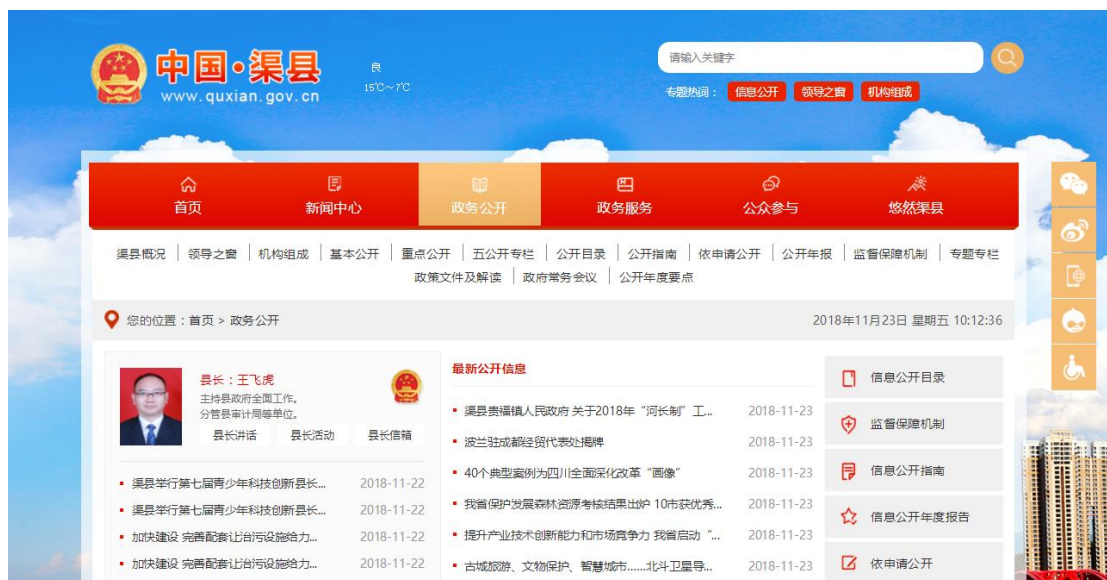 中国·渠县
www.quxian.gov.cn
良
15℃~7℃
请输入关键字
专题热词： 信息公开 领导之窗 机构组成
首页 新闻中心 政务公开 政务服务 公众参与 悠然渠县
渠县概况 领导之窗 机构组成 基本公开 重点公开 五公开专栏 公开目录 公开指南 依申请公开 公开年报 监督保障机制 专题专栏
政策文件及解读 政府常务会议 公开年度要点
您的位置：首页 > 政务公开
2018年11月23日 星期五 10:12:36
县长：王飞虎
主持县政府全面工作。
分管县审计局等单位。
县长讲话 县长活动 县长信箱
渠县举行第七届青少年科技创新县长... 2018-11-22
渠县举行第七届青少年科技创新县长... 2018-11-22
加快建设 完善配套让治污设施给力... 2018-11-22
加快建设 完善配套让治污设施给力... 2018-11-22
最新公开信息
渠县贵福镇人民政府 关于2018年“河长制”工... 2018-11-23
波兰驻成都经贸代表处揭牌 2018-11-23
40个典型案例为四川全面深化改革“画像” 2018-11-23
我省保护发展森林资源考核结果出炉 10市获优秀... 2018-11-23
提升产业技术创新能力和市场竞争力 我省启动“... 2018-11-23
古城旅游、文物保护、智慧城市......北斗卫星导... 2018-11-23
信息公开目录
监督保障机制
信息公开指南
信息公开年度报告
依申请公开